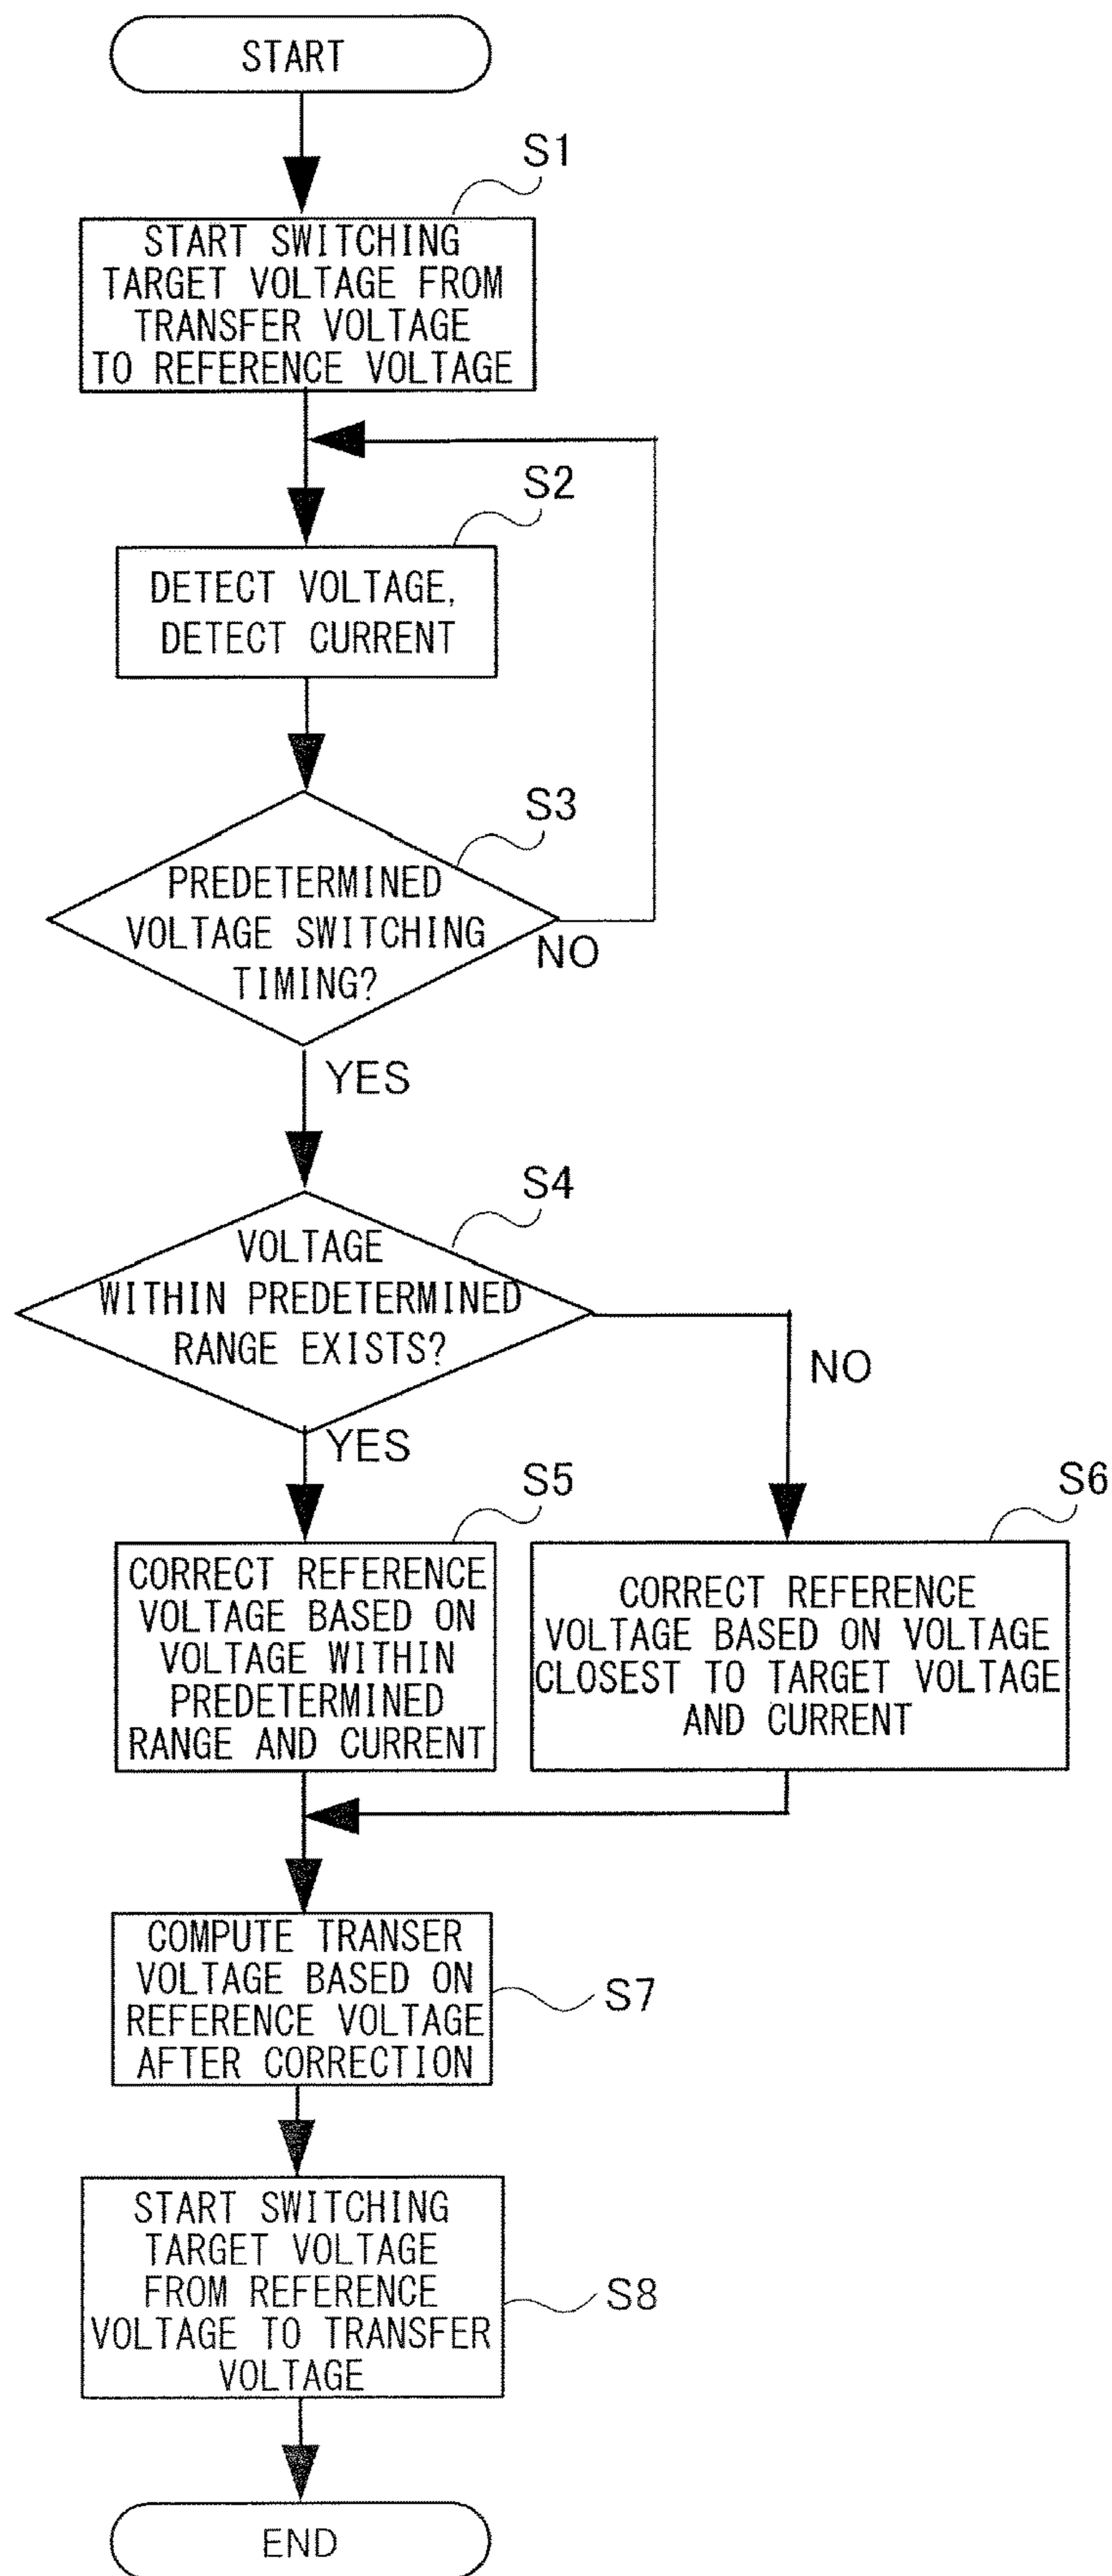 START
S1
START SWITCHING
TARGET VOLTAGE FROM
TRANSFER VOLTAGE
TO REFERENCE VOLTAGE
S2
DETECT VOLTAGE,
DETECT CURRENT
S3
PREDETERMINED
VOLTAGE SWITCHING
TIMING?
NO
YES
S4
VOLTAGE
WITHIN PREDETERMINED
RANGE EXISTS?
NO
YES
S5
CORRECT REFERENCE
VOLTAGE BASED ON
VOLTAGE WITHIN
PREDETERMINED
RANGE AND CURRENT
S6
CORRECT REFERENCE
VOLTAGE BASED ON VOLTAGE
CLOSEST TO TARGET VOLTAGE
AND CURRENT
COMPUTE TRANSER
VOLTAGE BASED ON
REFERENCE VOLTAGE
AFTER CORRECTION
S7
START SWITCHING
TARGET VOLTAGE
FROM REFERENCE
VOLTAGE TO TRANSFER
VOLTAGE
S8
END